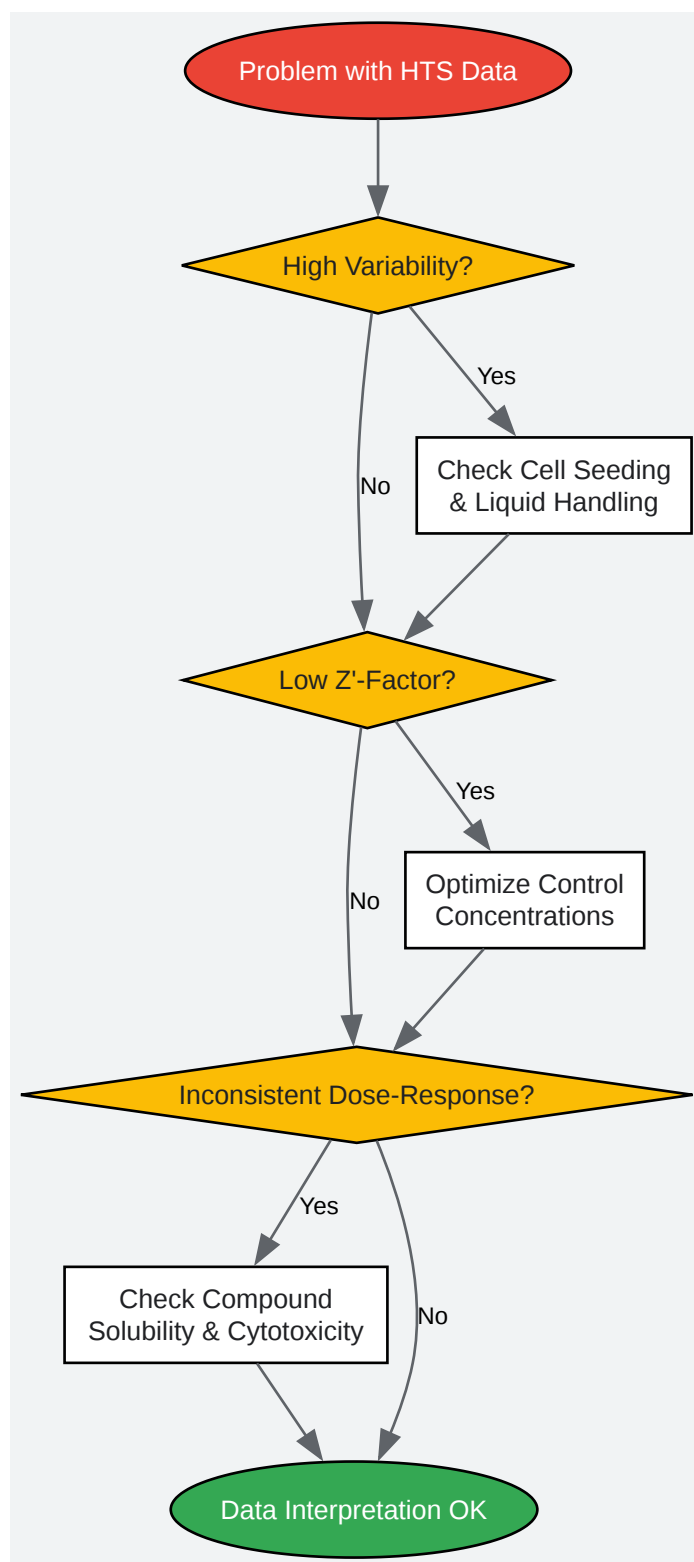 Problem with HTS Data
High Variability?
Yes
Check Cell Seeding
& Liquid Handling
No
Low Z'-Factor?
Yes
Optimize Control
Concentrations
No
Inconsistent Dose-Response?
Yes
Check Compound
Solubility & Cytotoxicity
No
Data Interpretation OK